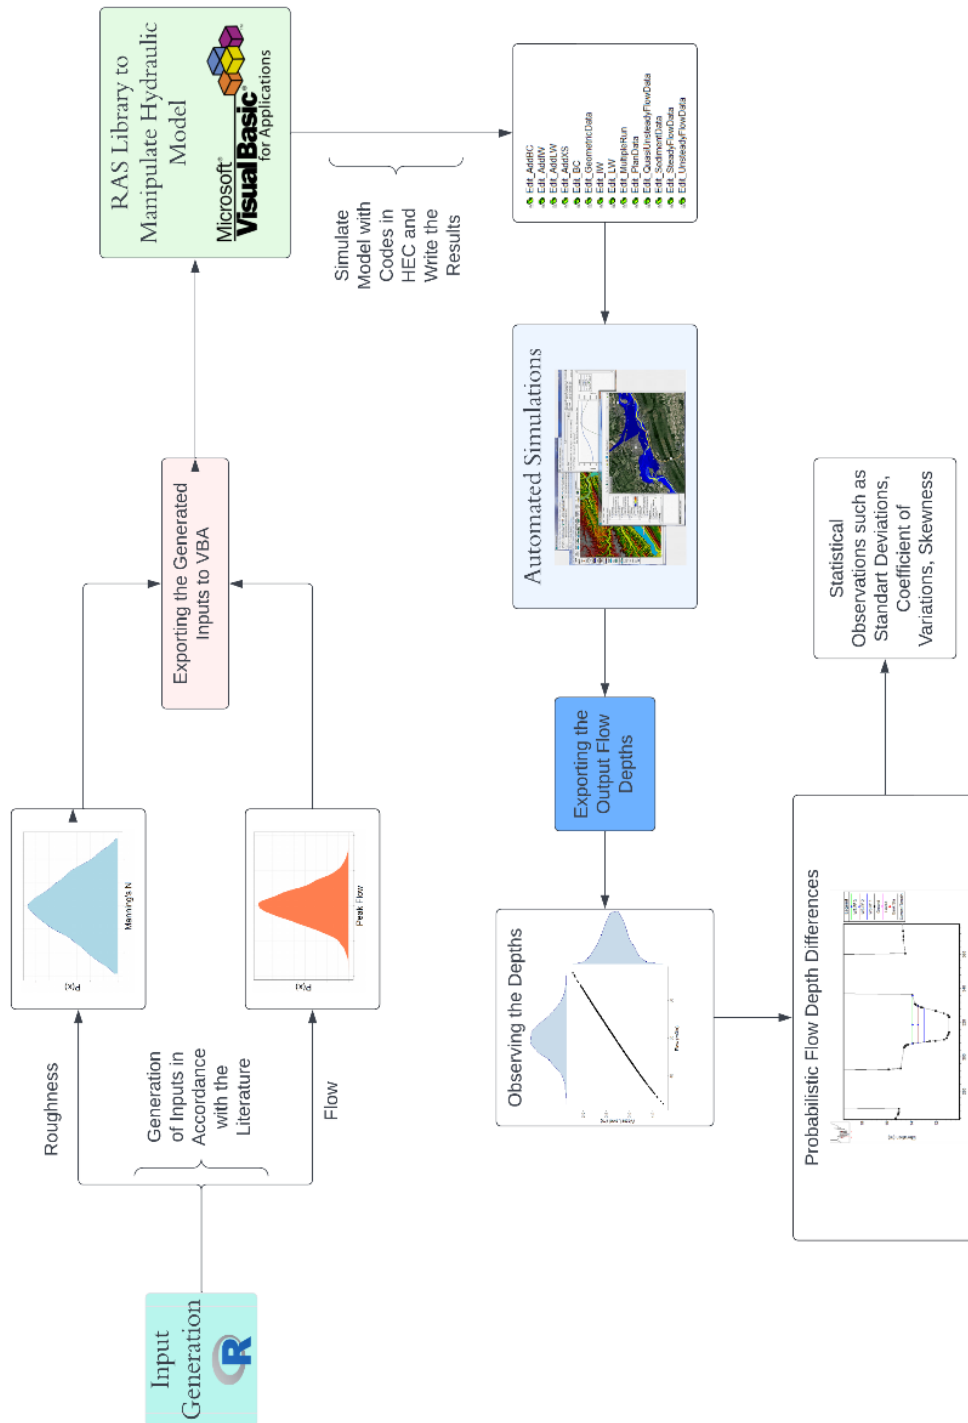 Input
Generation
R
Roughness
Generation
of Inputs in
Accordance
with the
Literature
Flow
P(x)
Manning's N
P(x)
Peak Flow
Exporting the Generated
Inputs to VBA
RAS Library to
Manipulate Hydraulic
Model
Microsoft®
Visual Basic®
for Applications
Simulate
Model with
Codes in
HEC and
Write the
Results
Edit_AddBC
Edit_AddIW
Edit_AddLW
Edit_AddXS
Edit_BC
Edit_GeometricData
Edit_IW
Edit_LW
Edit_MultipleRun
Edit_PlanData
Edit_QuasiUnsteadyFlowData
Edit_SedimentData
Edit_SteadyFlowData
Edit_UnsteadyFlowData
Automated Simulations
Exporting the
Output Flow
Depths
Observing the Depths
Probabilistic Flow Depth Differences
Statistical
Observations such as
Standart Deviations,
Coefficient of
Variations, Skewness